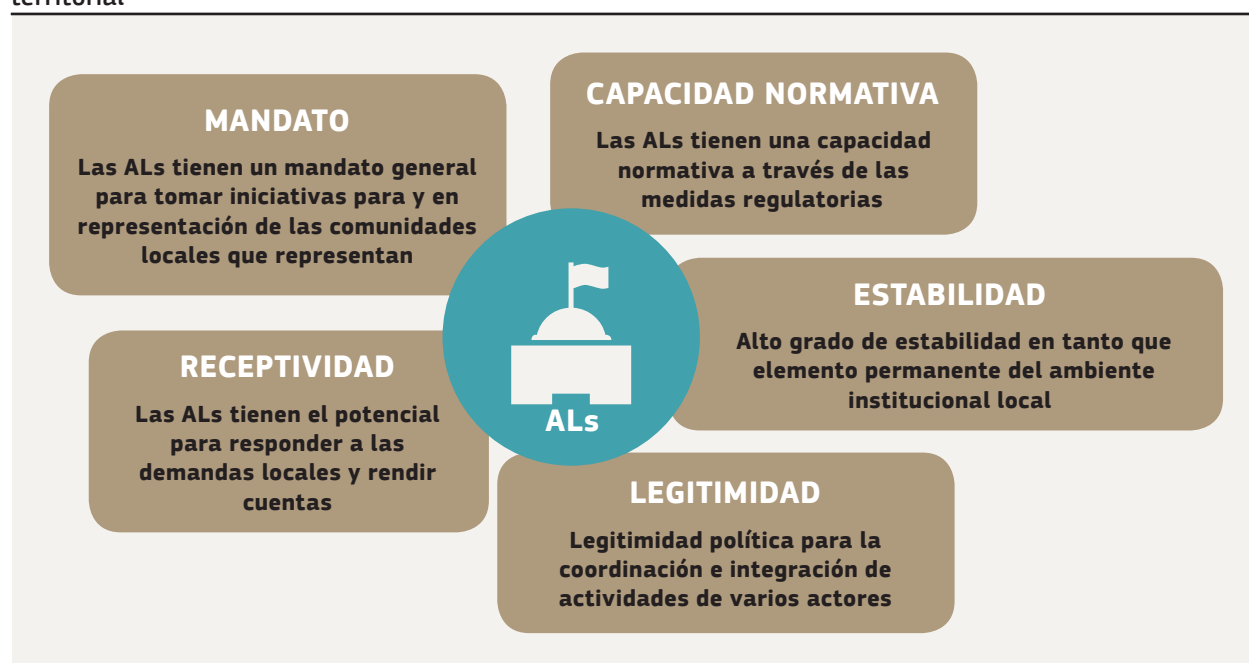 territorial
MANDATO
Las ALs tienen un mandato general
para tomar iniciativas para y en
representación de las comunidades
locales que representan
CAPACIDAD NORMATIVA
Las ALs tienen una capacidad
normativa a través de las
medidas regulatorias
ESTABILIDAD
Alto grado de estabilidad en tanto que
elemento permanente del ambiente
institucional local
RECEPTIVIDAD
Las ALs tienen el potencial
para responder a las
demandas locales y rendir
cuentas
ALs
LEGITIMIDAD
Legitimidad política para la
coordinación e integración de
actividades de varios actores